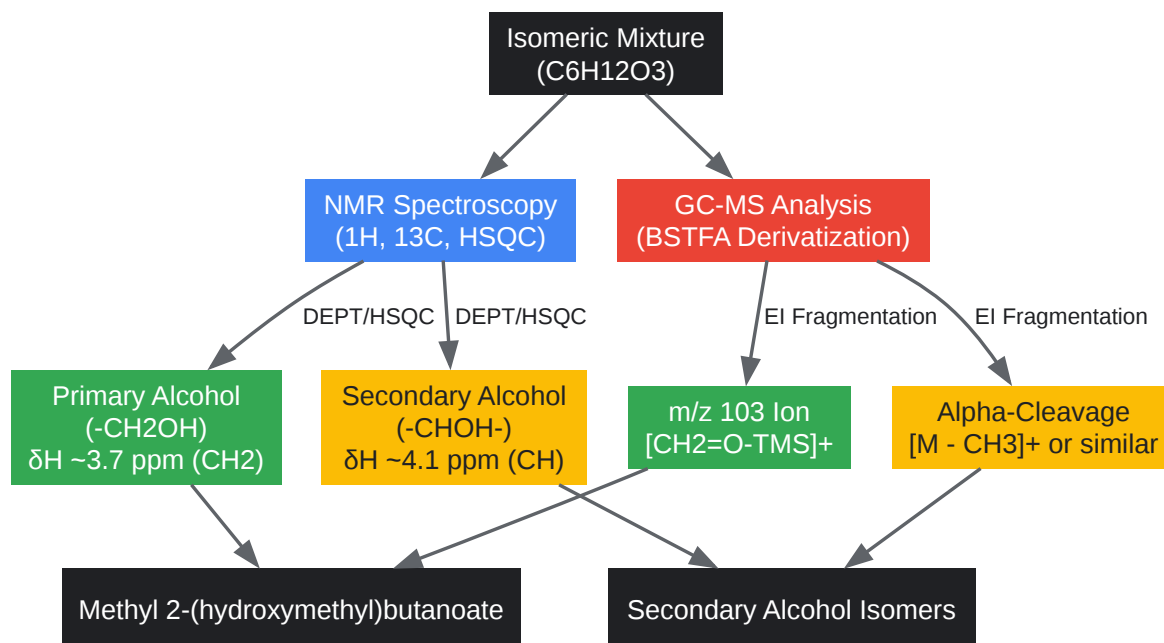 Isomeric Mixture
(C6H12O3)
NMR Spectroscopy
(1H, 13C, HSQC)
GC-MS Analysis
(BSTFA Derivatization)
DEPT/HSQC
DEPT/HSQC
EI Fragmentation
EI Fragmentation
Primary Alcohol
(-CH2OH)
δH ~3.7 ppm (CH2)
Secondary Alcohol
(-CHOH-)
δH ~4.1 ppm (CH)
m/z 103 Ion
[CH2=O-TMS]+
Alpha-Cleavage
[M - CH3]+ or similar
Methyl 2-(hydroxymethyl)butanoate
Secondary Alcohol Isomers